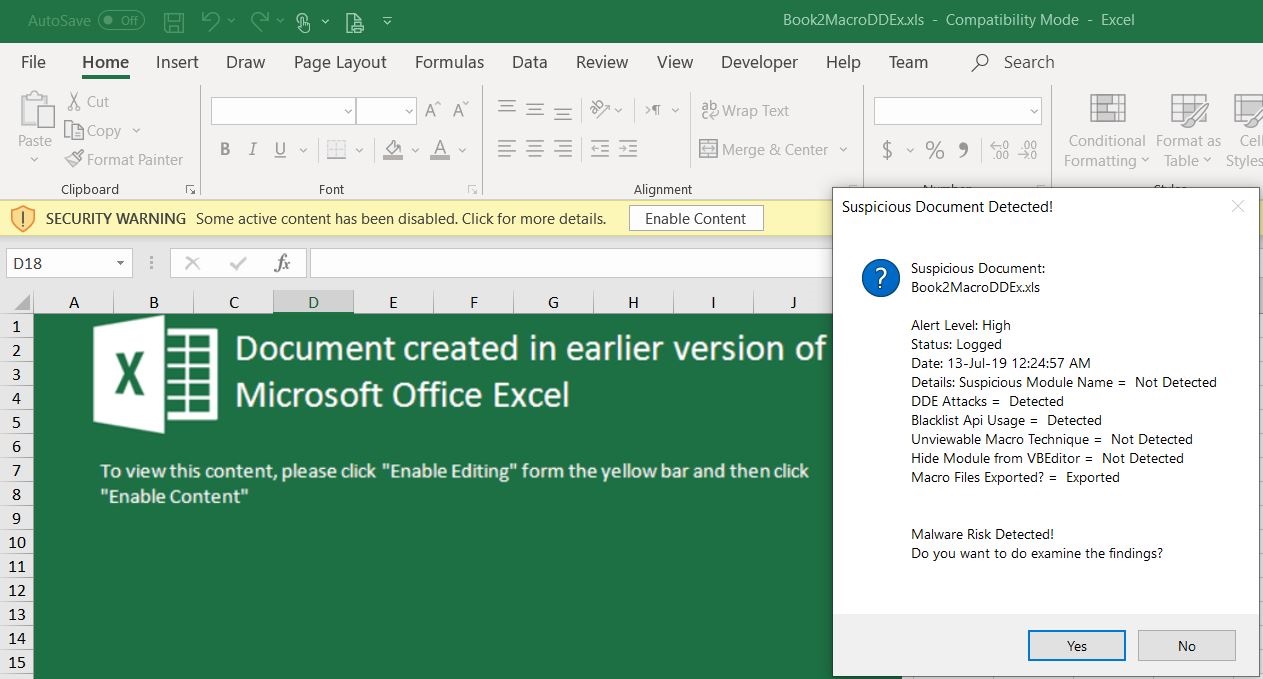 AutoSave Off
Book2MacroDDEx.xls - Compatibility Mode - Excel
File Home Insert Draw Page Layout Formulas Data Review View Developer Help Team Search
Paste
Cut
Copy
Format Painter
Clipboard
B I U
A^ A˅
A
Font
ab Wrap Text
Merge & Center
Alignment
$ % 9
←0 .00
.00 →0
Conditional
Formatting
Format as
Table
Cell
Styles
SECURITY WARNING Some active content has been disabled. Click for more details. Enable Content
D18 fx
A B C D E F G H I J
1
2
3
4
5
6
7
8
9
10
11
12
13
14
15
X
Document created in earlier version of
Microsoft Office Excel
To view this content, please click "Enable Editing" form the yellow bar and then click
"Enable Content"
Suspicious Document Detected!
?
Suspicious Document:
Book2MacroDDEx.xls
Alert Level: High
Status: Logged
Date: 13-Jul-19 12:24:57 AM
Details: Suspicious Module Name = Not Detected
DDE Attacks = Detected
Blacklist Api Usage = Detected
Unviewable Macro Technique = Not Detected
Hide Module from VBEditor = Not Detected
Macro Files Exported? = Exported
Malware Risk Detected!
Do you want to do examine the findings?
Yes No